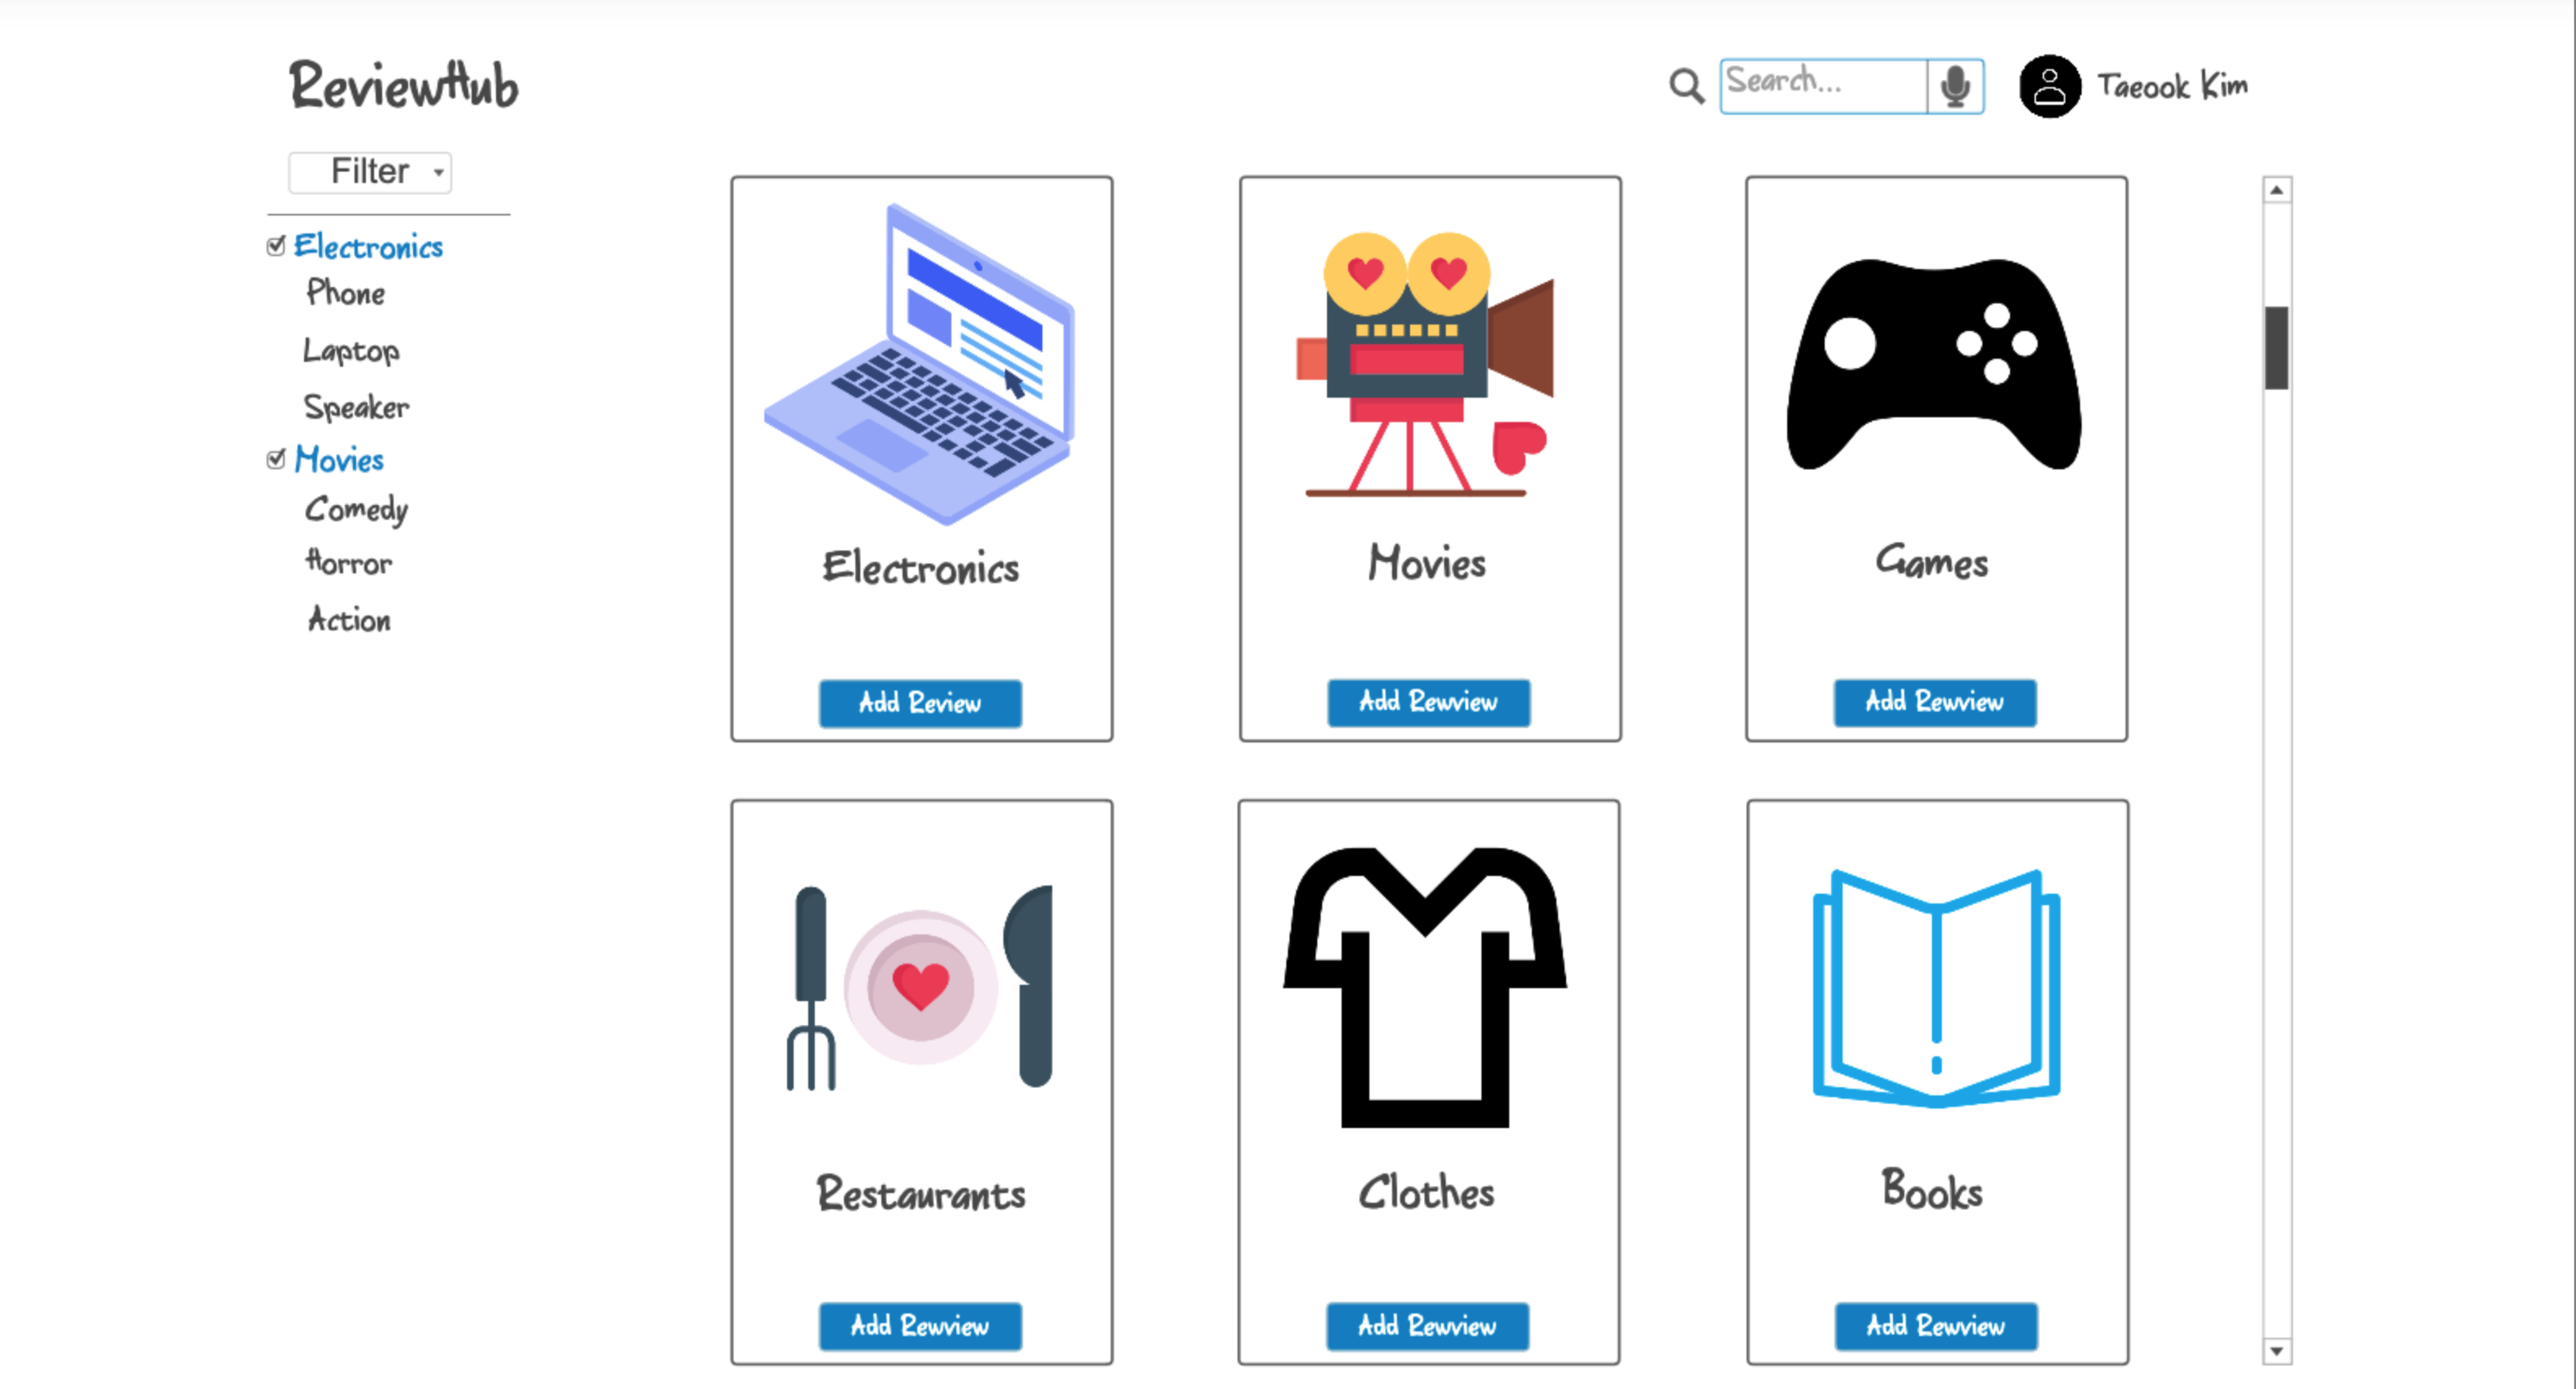 ReviewHub
Search...
Taeook Kim
Filter
Electronics
Phone
Laptop
Speaker
Movies
Comedy
Horror
Action
Electronics
Movies
Games
Add Review
Add Rewview
Add Rewview
Restaurants
Clothes
Books
Add Rewview
Add Rewview
Add Rewview